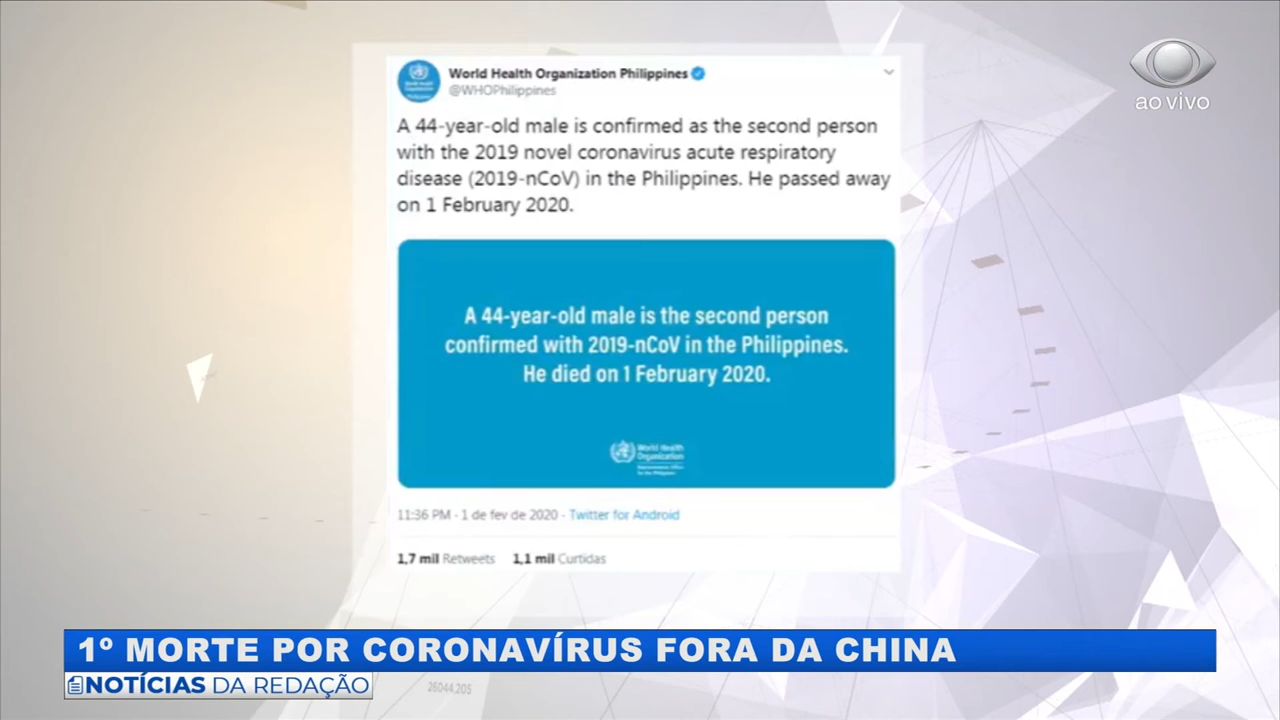 World Health Organization Philippines
@WHOPhilippines
ao vivo
A 44-year-old male is confirmed as the second person
with the 2019 novel coronavirus acute respiratory
disease (2019-nCoV) in the Philippines. He passed away
on 1 February 2020.
A 44-year-old male is the second person
confirmed with 2019-nCoV in the Philippines.
He died on 1 February 2020.
World Health
Organization
11:36 PM - 1 de fev de 2020 - Twitter for Android
1,7 mil Retweets 1,1 mil Curtidas
1º MORTE POR CORONAVÍRUS FORA DA CHINA
NOTÍCIAS DA REDAÇÃO
26044.205